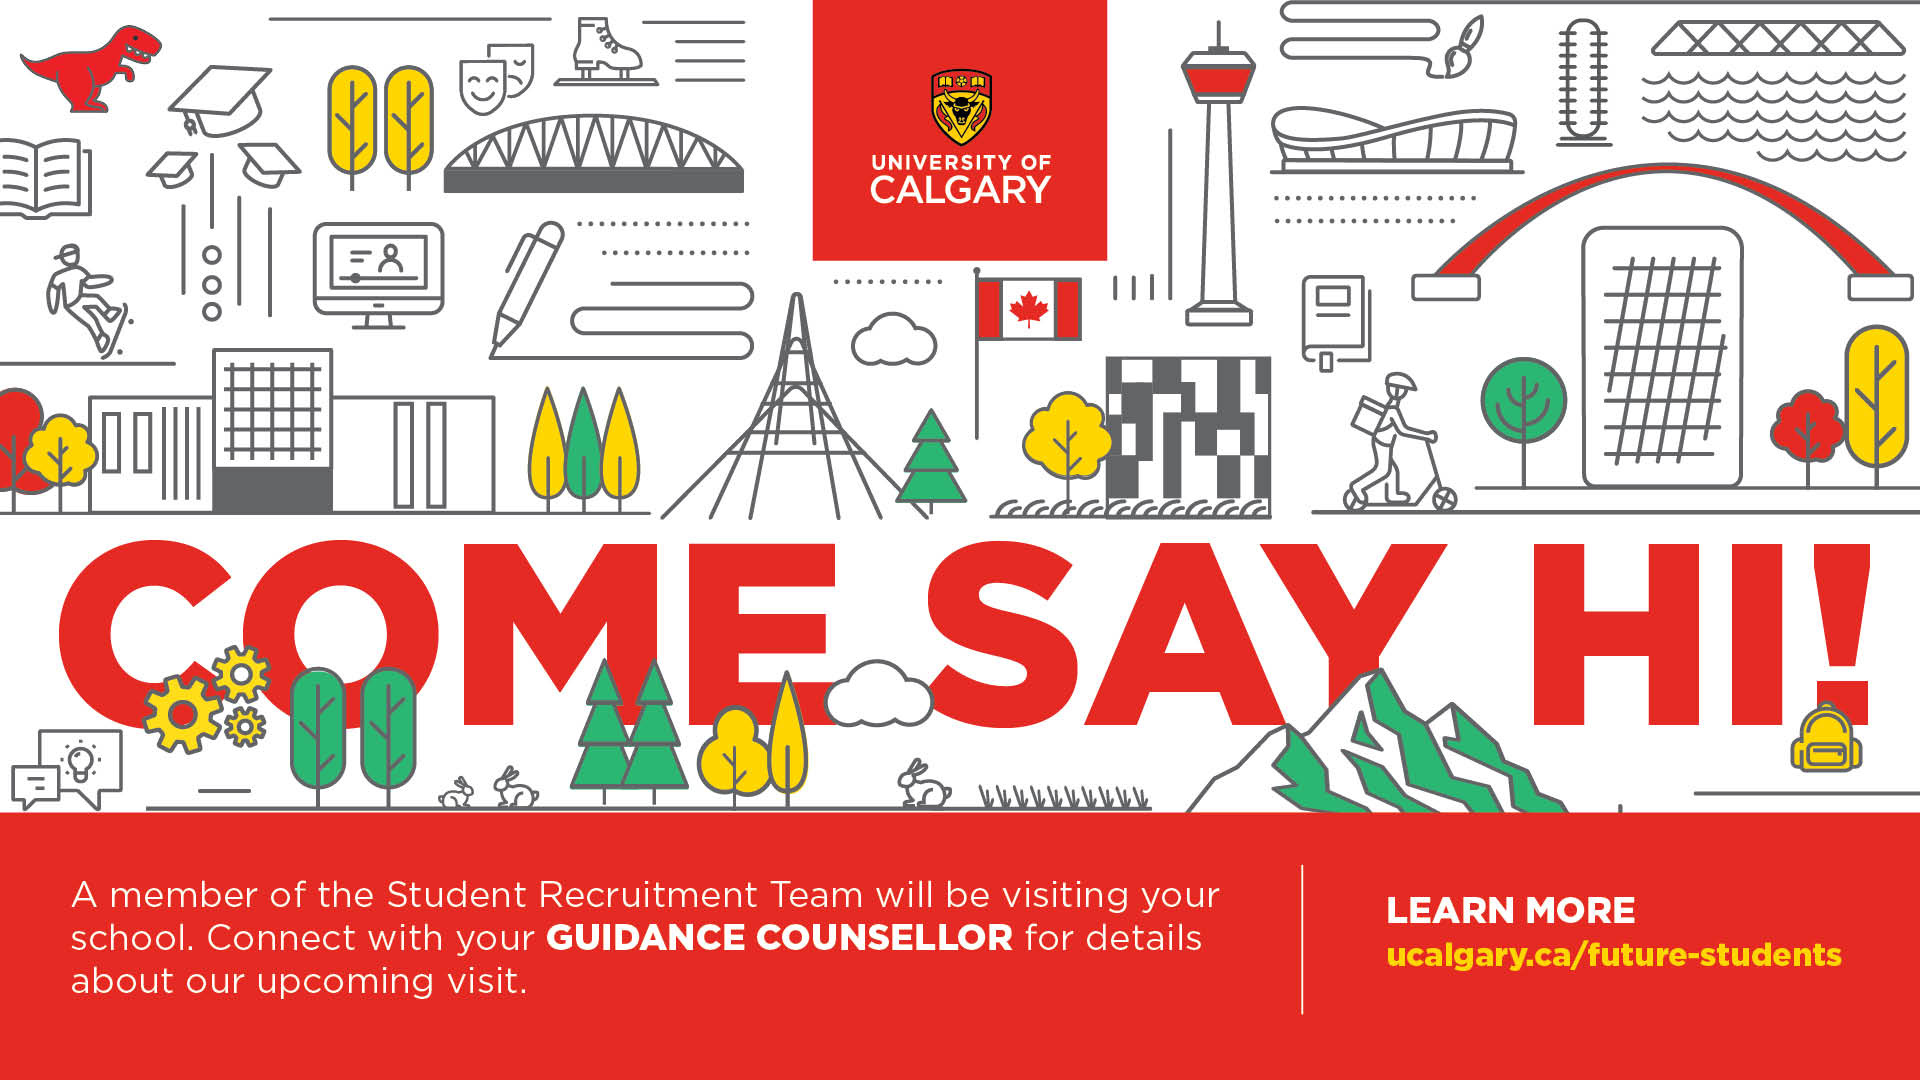 UNIVERSITY OF
CALGARY
COME SAY HI!
A member of the Student Recruitment Team will be visiting your
school. Connect with your GUIDANCE COUNSELLOR for details
about our upcoming visit.
LEARN MORE
ucalgary.ca/future-students